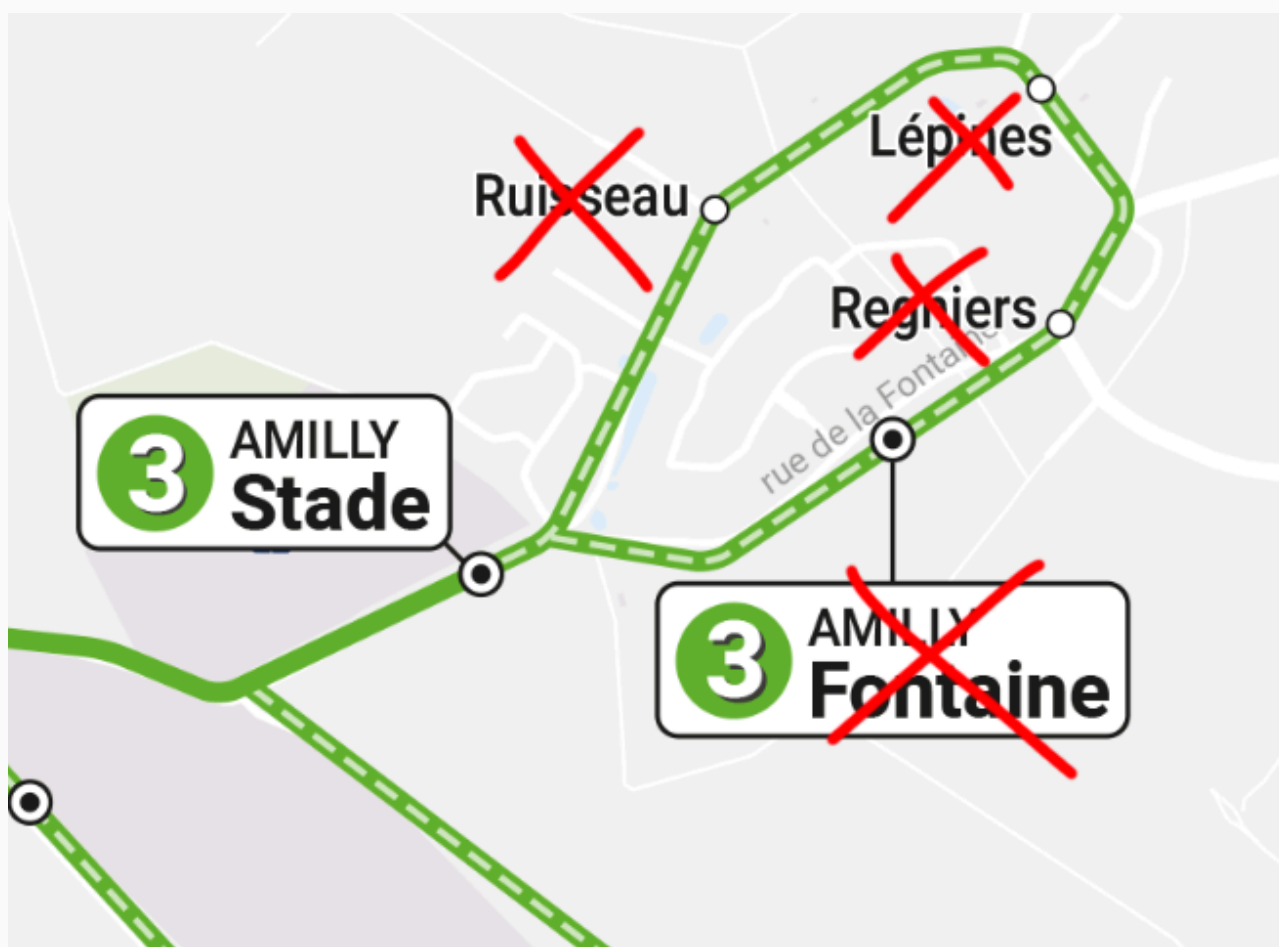 Lépines
Ruisseau
Regniers
rue de la Fontaine
3
AMILLY
Stade
3
AMILLY
Fontaine